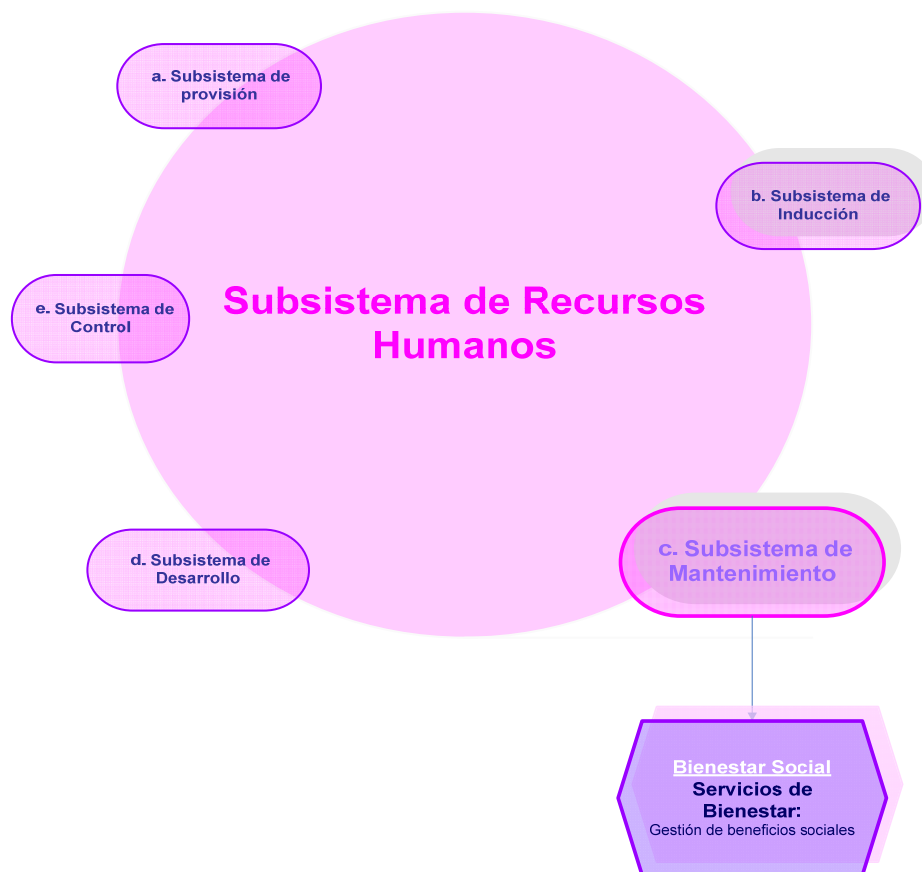 a. Subsistema de
provisión
b. Subsistema de
Inducción
Subsistema de Recursos
Humanos
e. Subsistema de
Control
c. Subsistema de
Mantenimiento
d. Subsistema de
Desarrollo
Bienestar Social
Servicios de
Bienestar:
Gestión de beneficios sociales